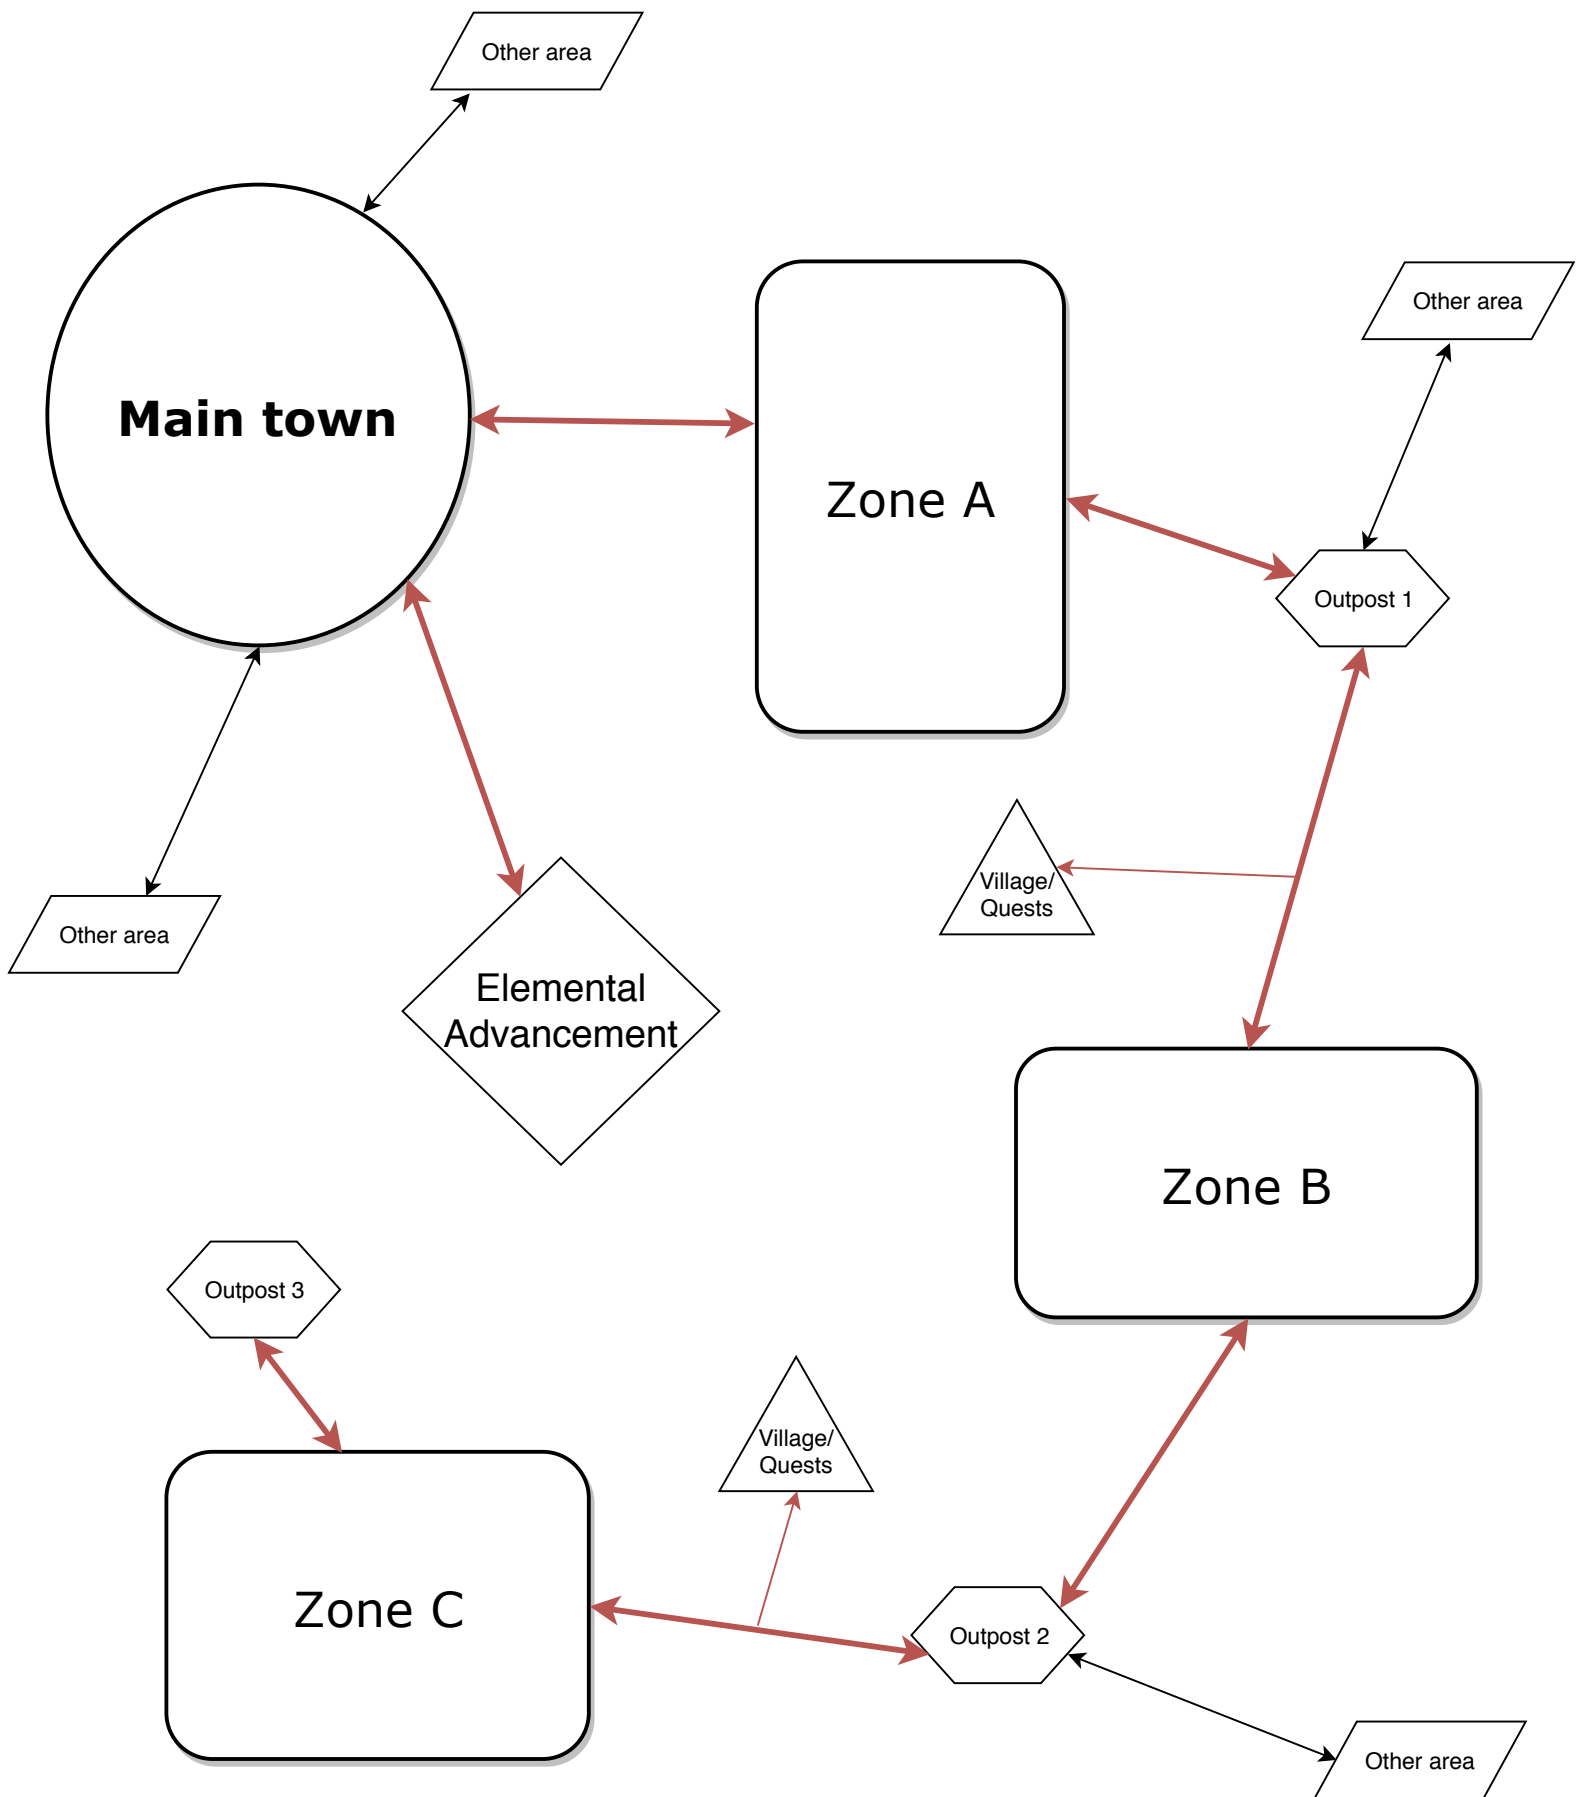 Other area
Other area
Main town
Zone A
Outpost 1
Village/
Quests
Other area
Elemental
Advancement
Zone B
Outpost 3
Village/
Quests
Zone C
Outpost 2
Other area